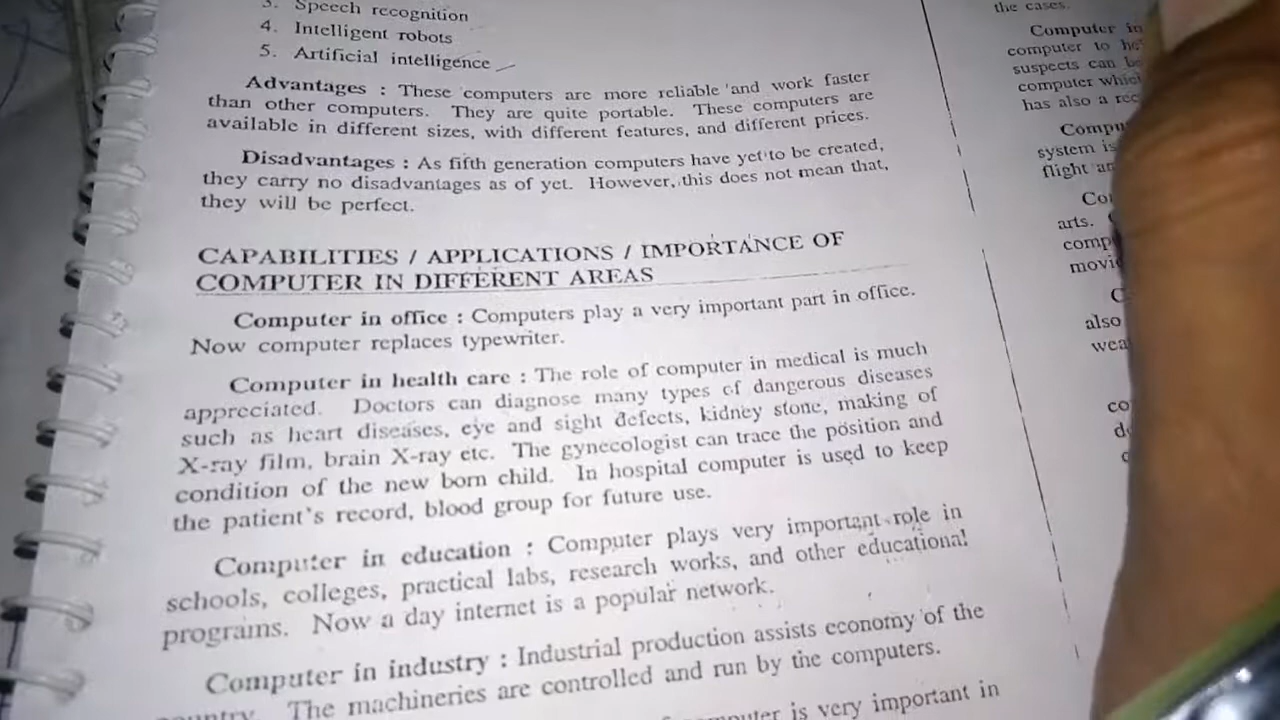 3. Speech recognition
4. Intelligent robots
5. Artificial intelligence
Advantages : These computers are more reliable and work faster
than other computers. They are quite portable. These computers are
available in different sizes, with different features, and different prices.
Disadvantages : As fifth generation computers have yet to be created,
they carry no disadvantages as of yet. However, this does not mean that,
they will be perfect.
CAPABILITIES / APPLICATIONS / IMPORTANCE OF
COMPUTER IN DIFFERENT AREAS
Computer in office : Computers play a very important part in office.
Now computer replaces typewriter.
Computer in health care : The role of computer in medical is much
appreciated. Doctors can diagnose many types of dangerous diseases
such as heart diseases, eye and sight defects, kidney stone, making of
X-ray film, brain X-ray etc. The gynecologist can trace the position and
condition of the new born child. In hospital computer is used to keep
the patient's record, blood group for future use.
Computer in education : Computer plays very important role in
schools, colleges, practical labs, research works, and other educational
programs. Now a day internet is a popular network.
Computer in industry : Industrial production assists economy of the
country. The machineries are controlled and run by the computers.
computer is very important in
the cases.
Computer in
computer to
suspects can
computer
has also a
system is
flight
arts.
also